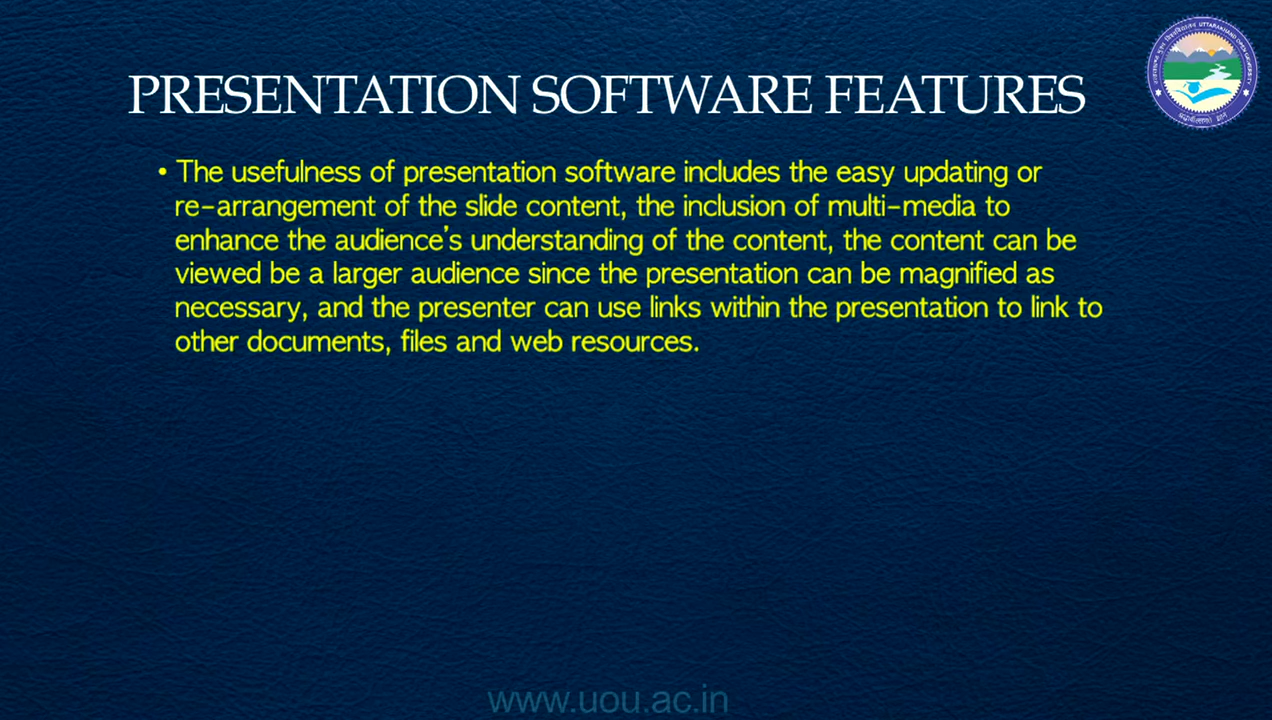 PRESENTATION SOFTWARE FEATURES
• The usefulness of presentation software includes the easy updating or
re-arrangement of the slide content, the inclusion of multi-media to
enhance the audience's understanding of the content, the content can be
viewed be a larger audience since the presentation can be magnified as
necessary, and the presenter can use links within the presentation to link to
other documents, files and web resources.
www.uou.ac.in